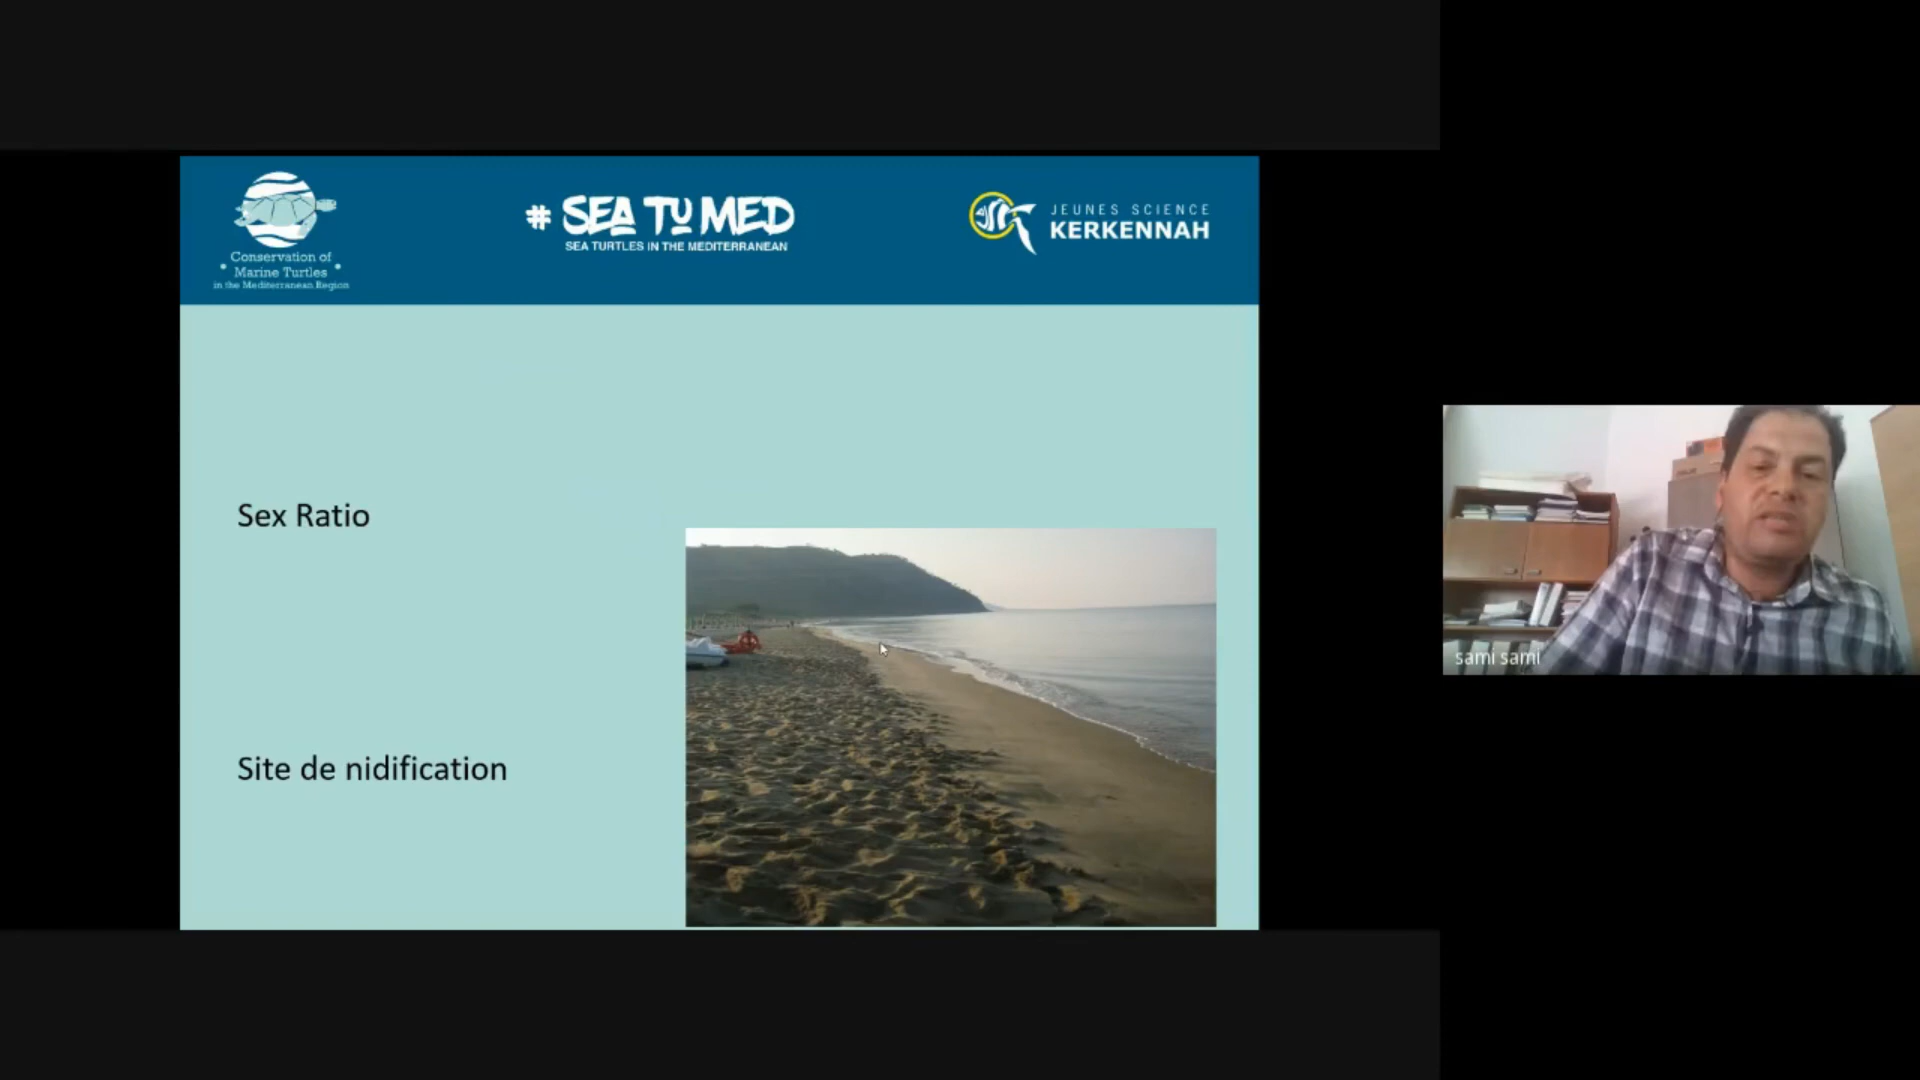 Conservation of
Marine Turtles
in the Mediterranean Region
# SEA TU MED
SEA TURTLES IN THE MEDITERRANEAN
JEUNES SCIENCE
KERKENNAH
Sex Ratio
Site de nidification
sami sami